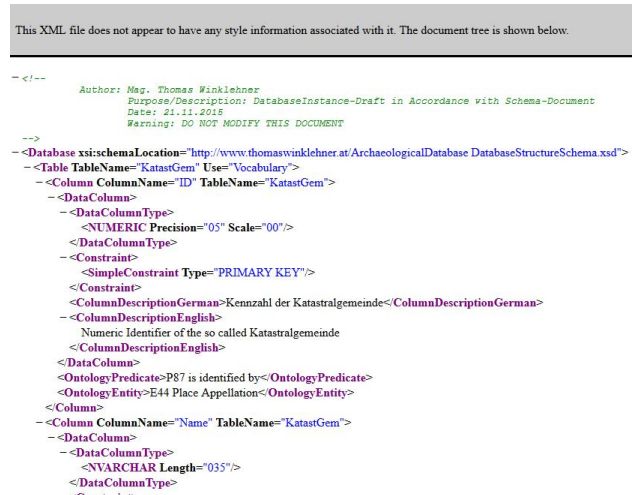 This XML file does not appear to have any style information associated with it. The document tree is shown below.
−<!--
Author: Mag. Thomas Winklehner
Purpose/Description: DatabaseInstance-Draft in Accordance with Schema-Document
Date: 21.11.2015
Warning: DO NOT MODIFY THIS DOCUMENT
-->
−<Database xsi:schemaLocation="http://www.thomaswinklehner.at/ArchaeologicalDatabase DatabaseStructureSchema.xsd">
−<Table TableName="KatastGem" Use="Vocabulary">
−<Column ColumnName="ID" TableName="KatastGem">
−<DataColumn>
−<DataColumnType>
<NUMERIC Precision="05" Scale="00"/>
</DataColumnType>
−<Constraint>
<SimpleConstraint Type="PRIMARY KEY"/>
</Constraint>
<ColumnDescriptionGerman>Kennzahl der Katastralgemeinde</ColumnDescriptionGerman>
−<ColumnDescriptionEnglish>
Numeric Identifier of the so called Katastralgemeinde
</ColumnDescriptionEnglish>
</DataColumn>
<OntologyPredicate>P87 is identified by</OntologyPredicate>
<OntologyEntity>E44 Place Appellation</OntologyEntity>
</Column>
−<Column ColumnName="Name" TableName="KatastGem">
−<DataColumn>
−<DataColumnType>
<NVARCHAR Length="035"/>
</DataColumnType>